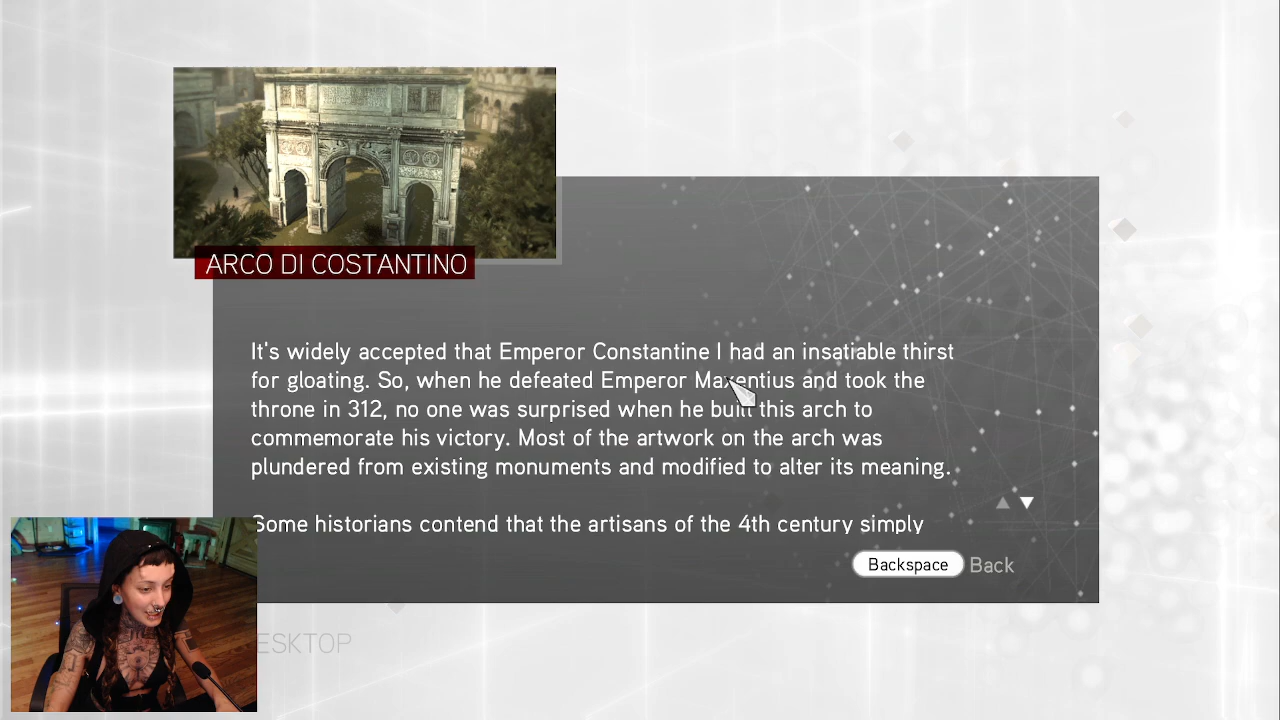 ARCO DI COSTANTINO
It's widely accepted that Emperor Constantine I had an insatiable thirst
for gloating. So, when he defeated Emperor Maxentius and took the
throne in 312, no one was surprised when he built this arch to
commemorate his victory. Most of the artwork on the arch was
plundered from existing monuments and modified to alter its meaning.
Some historians contend that the artisans of the 4th century simply
Backspace Back
ESKTOP